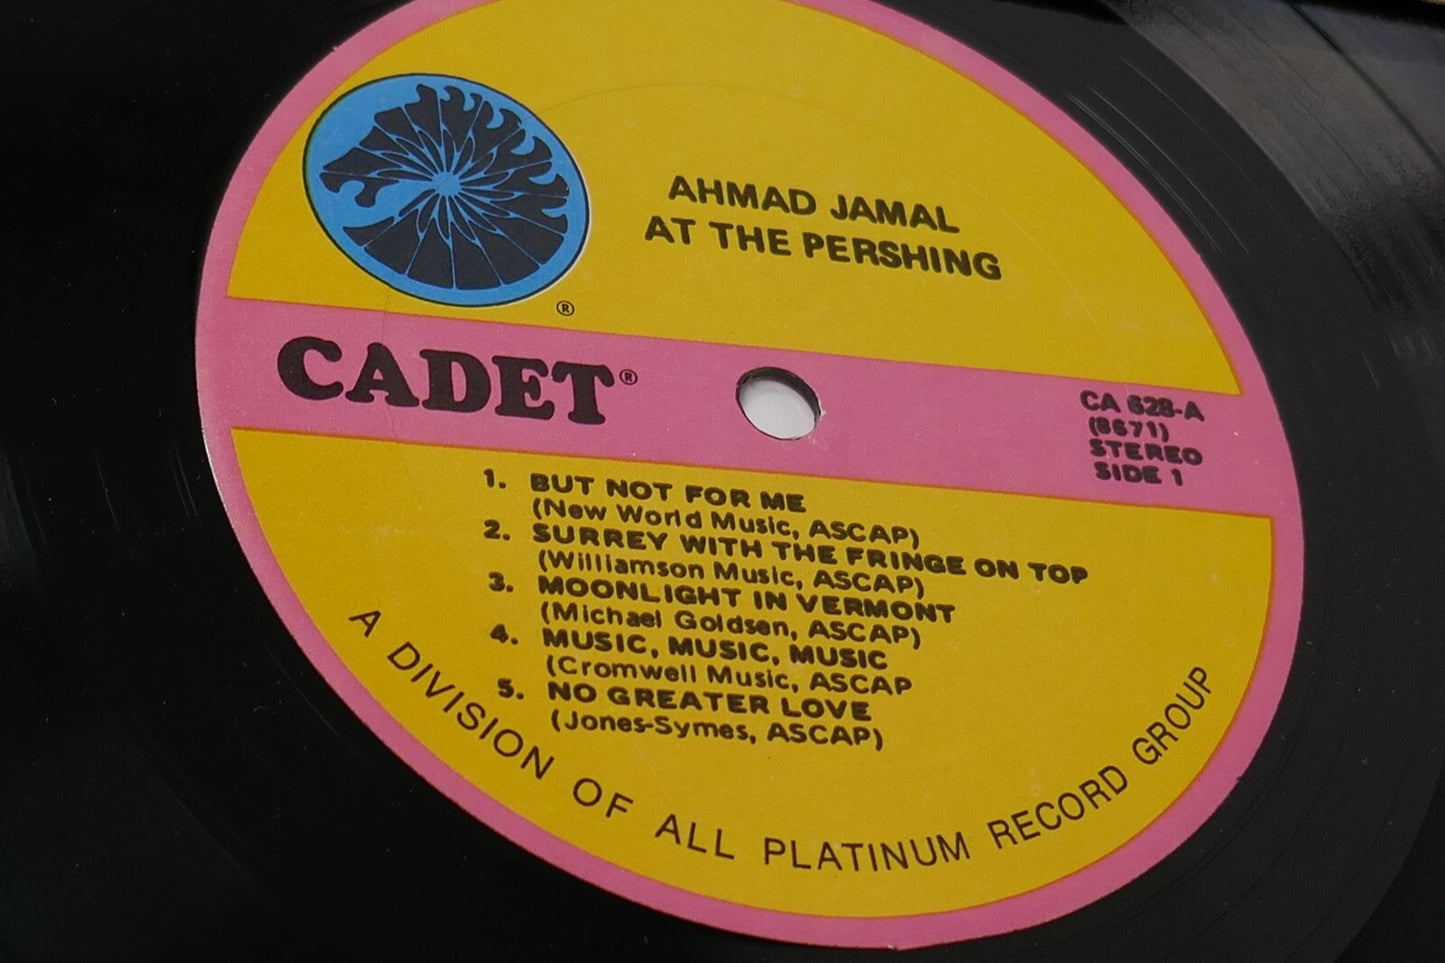 AHMAD JAMAL
AT THE PERSHING
®
CADET®
CA 628-A
(8671)
STEREO
SIDE 1
1. BUT NOT FOR ME
(New World Music, ASCAP)
2. SURREY WITH THE FRINGE ON TOP
(Williamson Music, ASCAP)
3. MOONLIGHT IN VERMONT
(Michael Goldsen, ASCAP)
4. MUSIC, MUSIC, MUSIC
(Cromwell Music, ASCAP
5. NO GREATER LOVE
(Jones-Symes, ASCAP)
A DIVISION OF ALL PLATINUM RECORD GROUP